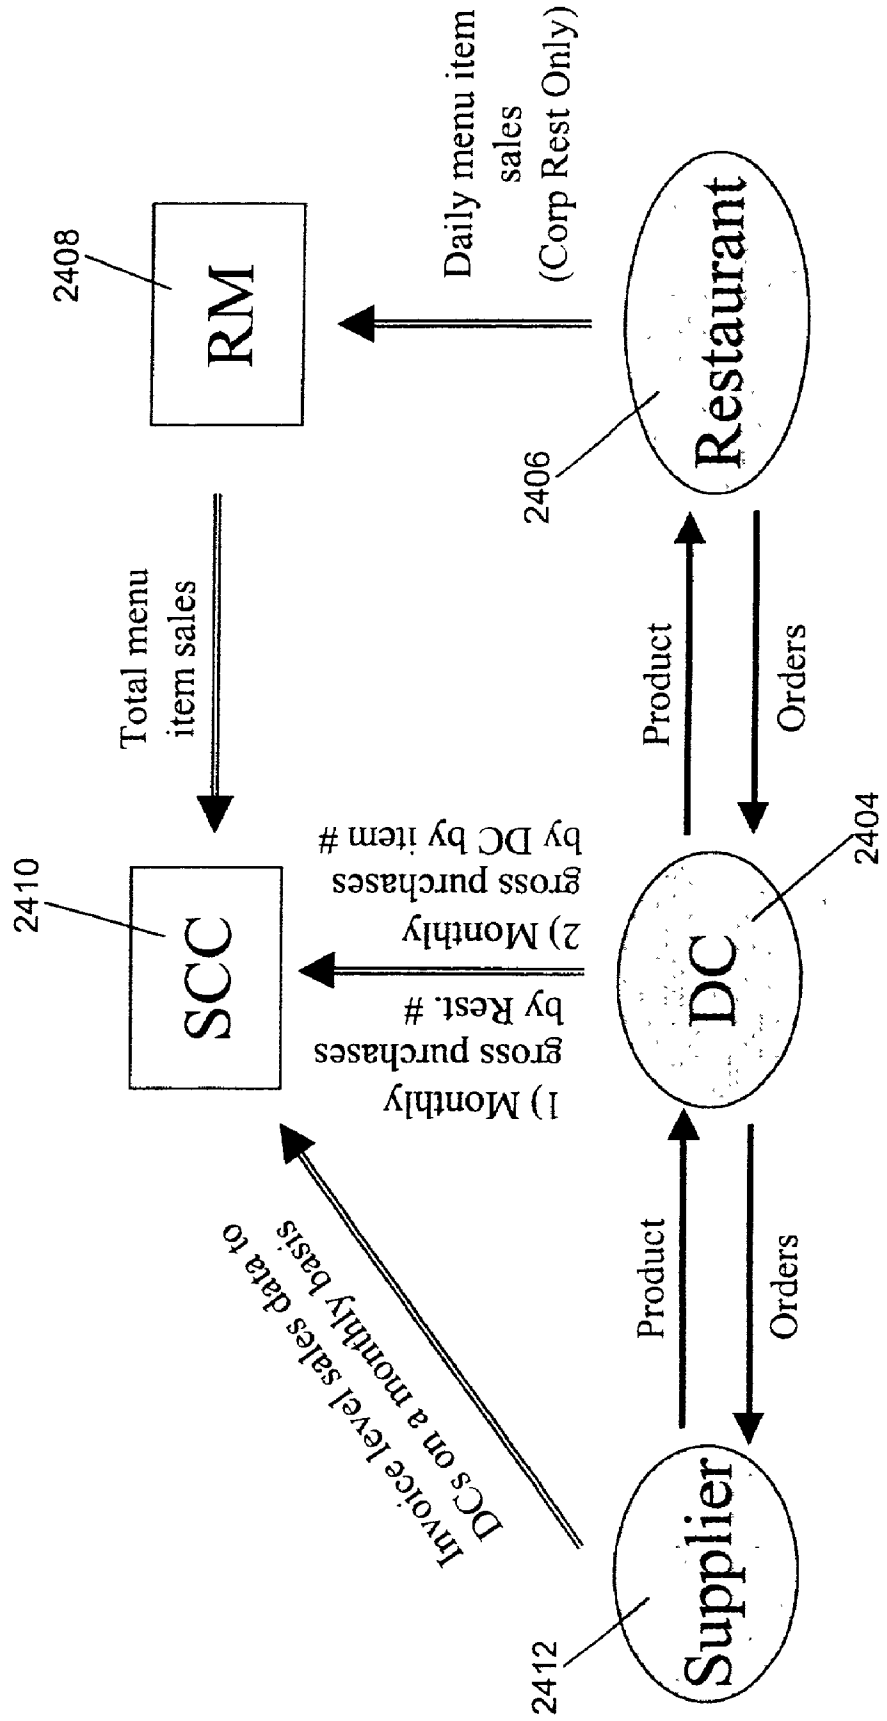 2410
SCC
Total menu
item sales
2408
RM
Invoice level sales data to
DCs on a monthly basis
1) Monthly
gross purchases
by Rest. #
2) Monthly
gross purchases
by DC by item #
Daily menu item
sales
(Corp Rest Only)
2412
Supplier
Product
Orders
DC
2404
Product
Orders
2406
Restaurant